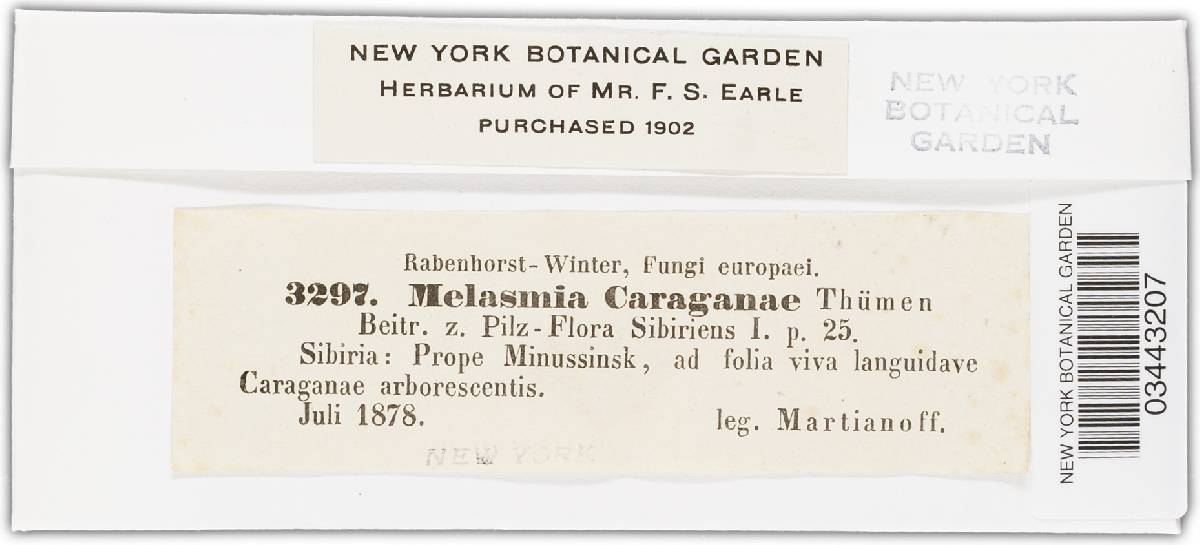 NEW YORK BOTANICAL GARDEN
HERBARIUM OF MR. F. S. EARLE
PURCHASED 1902
NEW YORK
BOTANICAL
GARDEN
Rabenhorst-Winter, Fungi europaei.
3297. Melasmia Caraganae Thümen
Beitr. z. Pilz-Flora Sibiriens I. p. 25.
Sibiria: Prope Minussinsk, ad folia viva languidave
Caraganae arborescentis.
Juli 1878. leg. Martianoff.
NEW YORK
NEW YORK BOTANICAL GARDEN
03443207